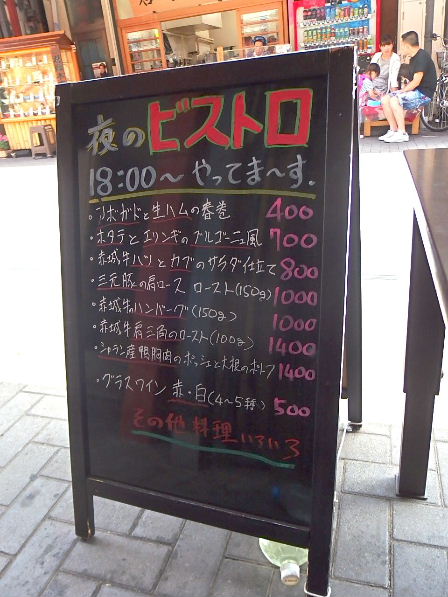 夜のビストロ
18:00〜 やってま〜す.
・アボガドと生ハムの春巻 400
・ホタテとエリンギのブルゴーニュ風 700
・赤城牛ハツとカブのサラダ仕立て 800
・三元豚の肩ロース ロースト(150g) 1000
・赤城牛ハンバーグ(150g) 1000
・赤城牛肩三角のロースト(100g) 1400
・シャラン産鴨胸肉のポッシェと大根のポトフ 1400
・グラスワイン 赤・白(4〜5種) 500
その他料理いろいろ